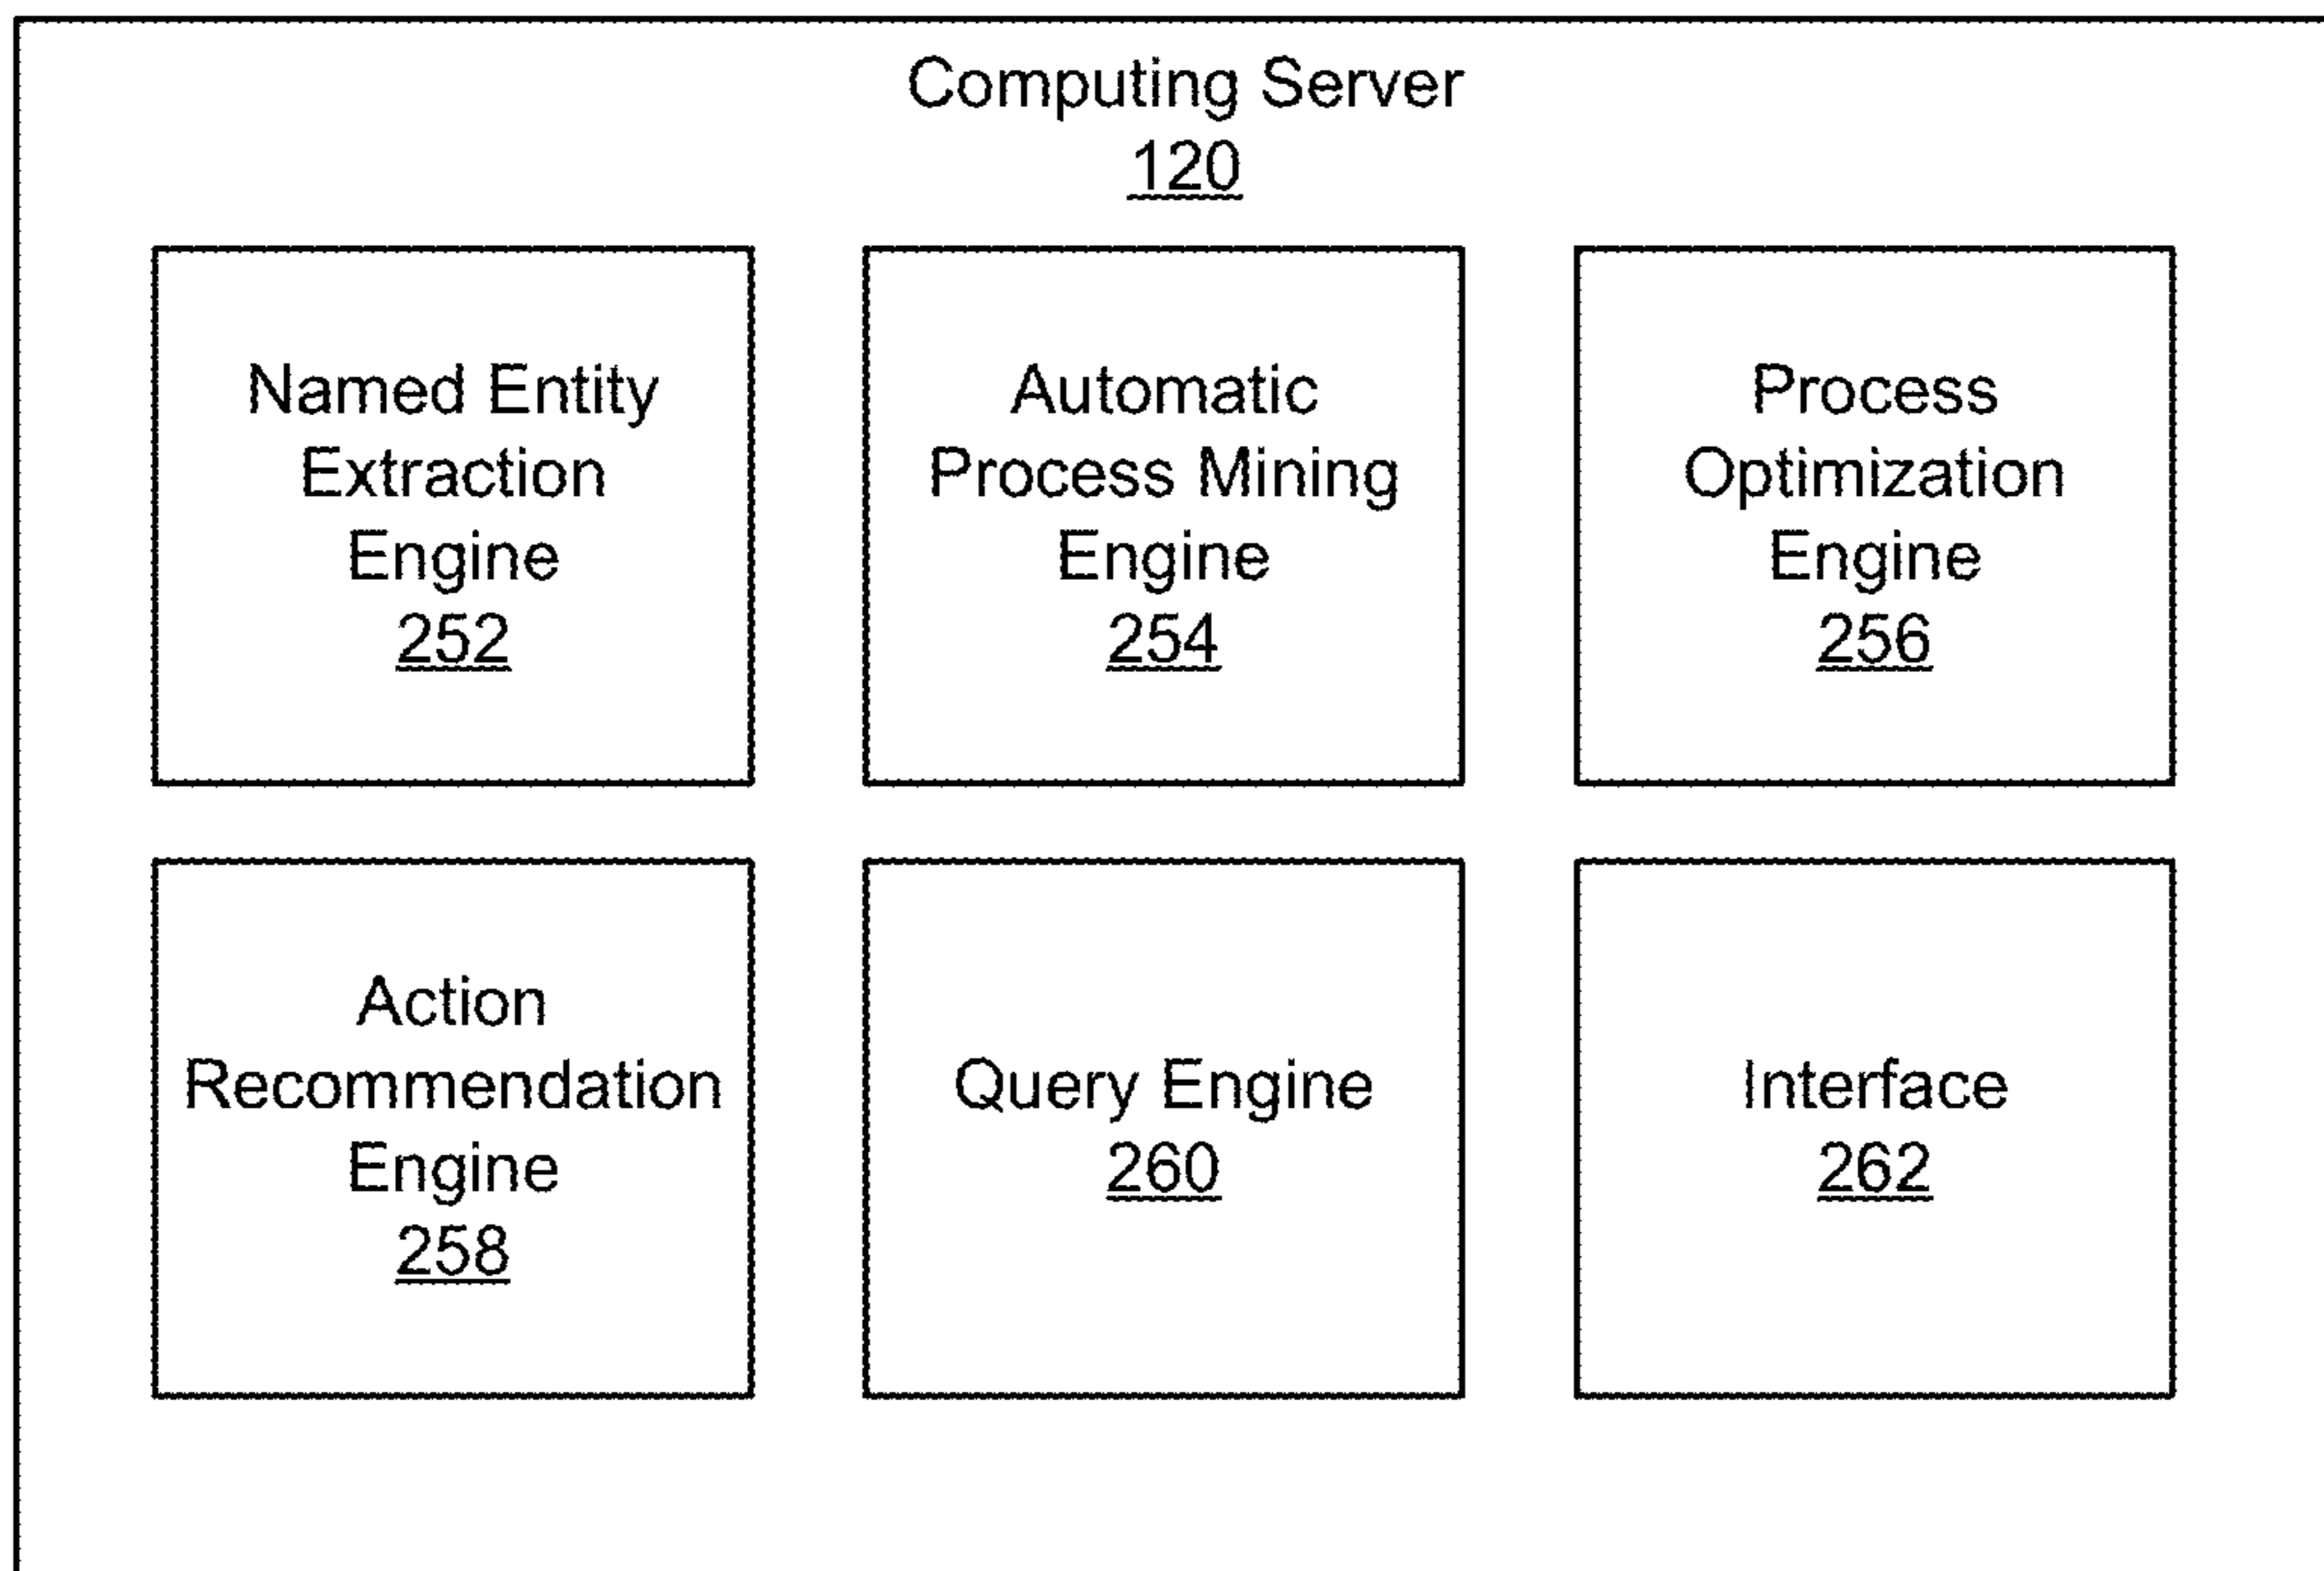 Computing Server
120
Named Entity
Extraction
Engine
252
Automatic
Process Mining
Engine
254
Process
Optimization
Engine
256
Action
Recommendation
Engine
258
Query Engine
260
Interface
262